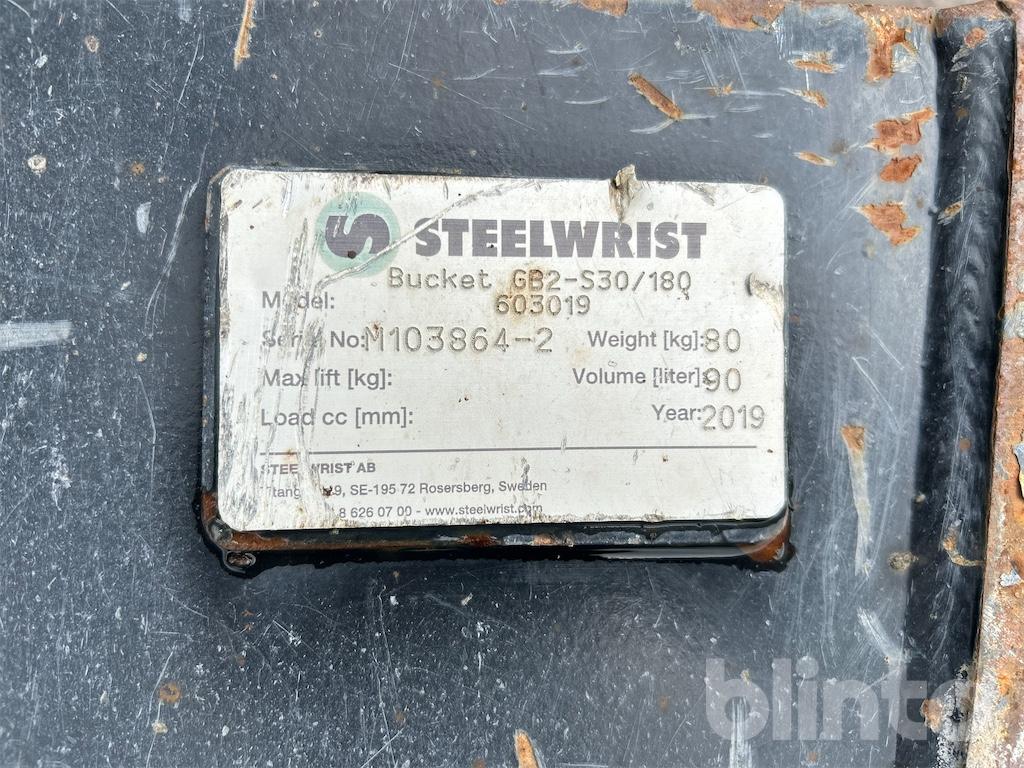 STEELWRIST
Bucket GB2-S30/180
Model: 603019
Serial No: M103864-2 Weight [kg]: 80
Max lift [kg]: Volume [liter]: 90
Load cc [mm]: Year: 2019
STEELWRIST AB
SE-195 72 Rosersberg, Sweden
8 626 07 00 - www.steelwrist.com
blinto